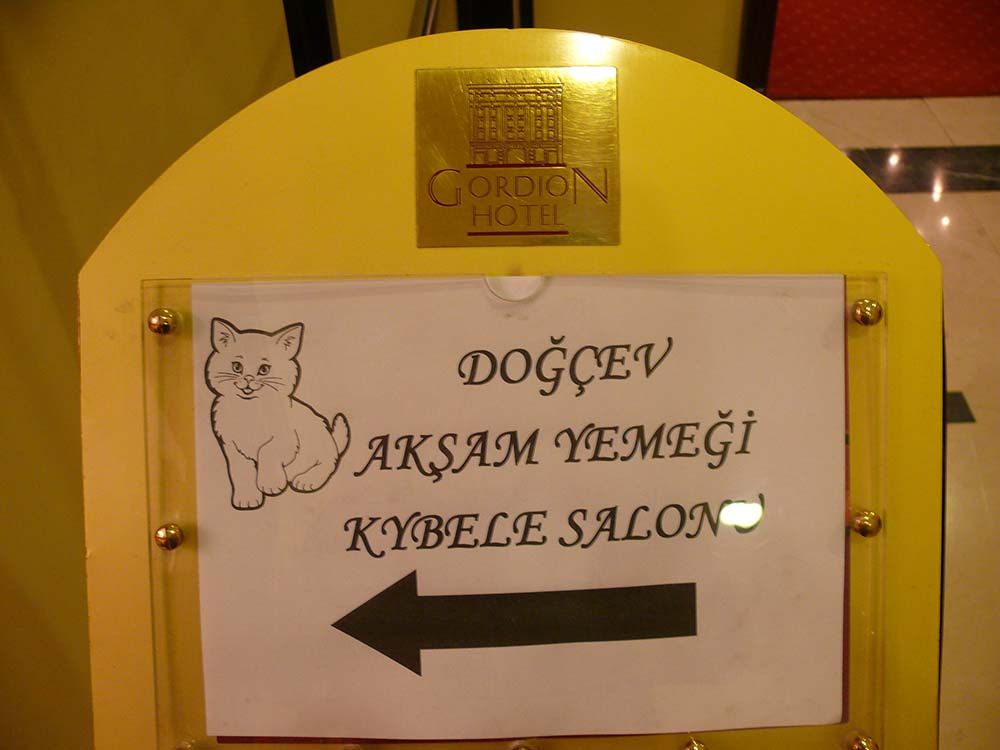 GORDION
HOTEL
DOĞÇEV
AKŞAM YEMEĞİ
KYBELE SALONU